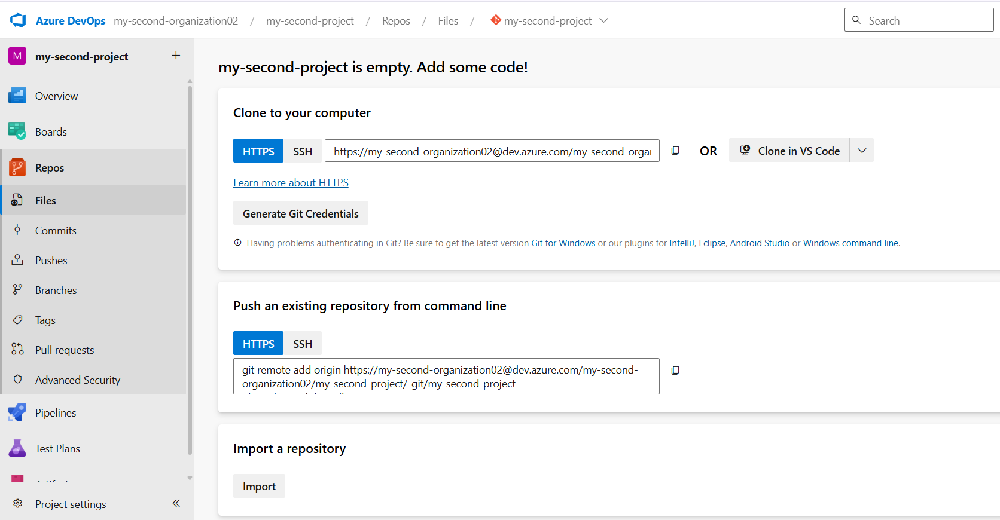 Azure DevOps my-second-organization02 / my-second-project / Repos / Files / my-second-project
Search
M my-second-project +
Overview
Boards
Repos
Files
Commits
Pushes
Branches
Tags
Pull requests
Advanced Security
Pipelines
Test Plans
Project settings
my-second-project is empty. Add some code!
Clone to your computer
HTTPS SSH https://my-second-organization02@dev.azure.com/my-second-orga OR Clone in VS Code
Learn more about HTTPS
Generate Git Credentials
Having problems authenticating in Git? Be sure to get the latest version Git for Windows or our plugins for IntelliJ, Eclipse, Android Studio or Windows command line.
Push an existing repository from command line
HTTPS SSH
git remote add origin https://my-second-organization02@dev.azure.com/my-second-
organization02/my-second-project/_git/my-second-project
Import a repository
Import